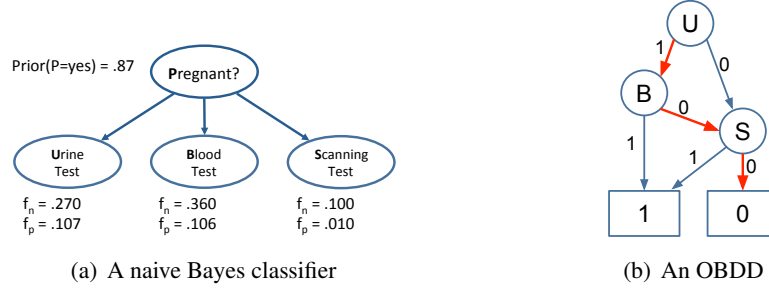 Prior(P=yes) = .87
Pregnant?
Urine
Test
Blood
Test
Scanning
Test
fn = .270
fp = .107
fn = .360
fp = .106
fn = .100
fp = .010
(a) A naive Bayes classifier
U
1
0
B
0
S
1
1
0
1
0
(b) An OBDD